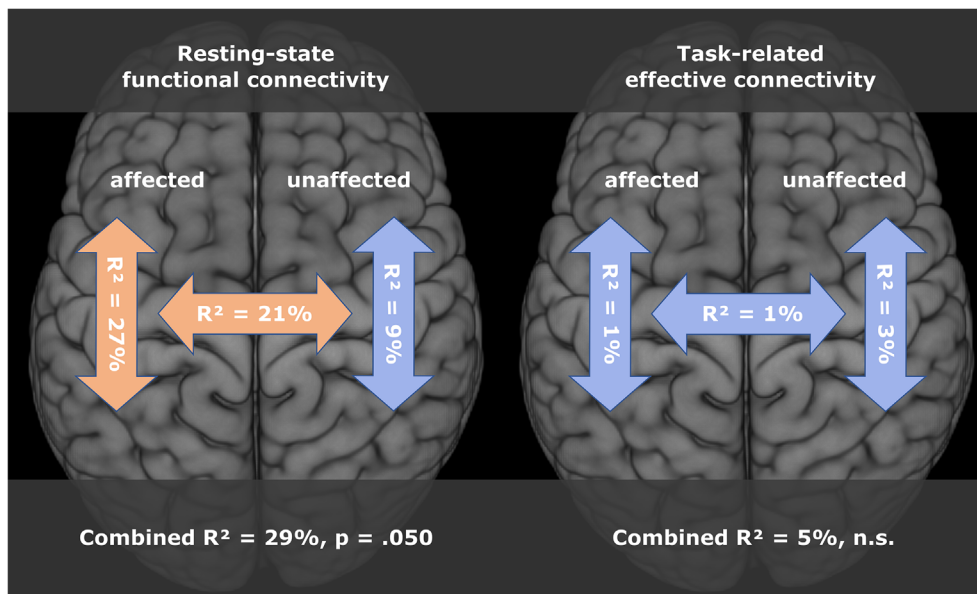 Resting-state
functional connectivity
affected
unaffected
R² = 27%
R² = 21%
R² = 9%
Combined R² = 29%, p = .050
Task-related
effective connectivity
affected
unaffected
R² = 1%
R² = 1%
R² = 3%
Combined R² = 5%, n.s.